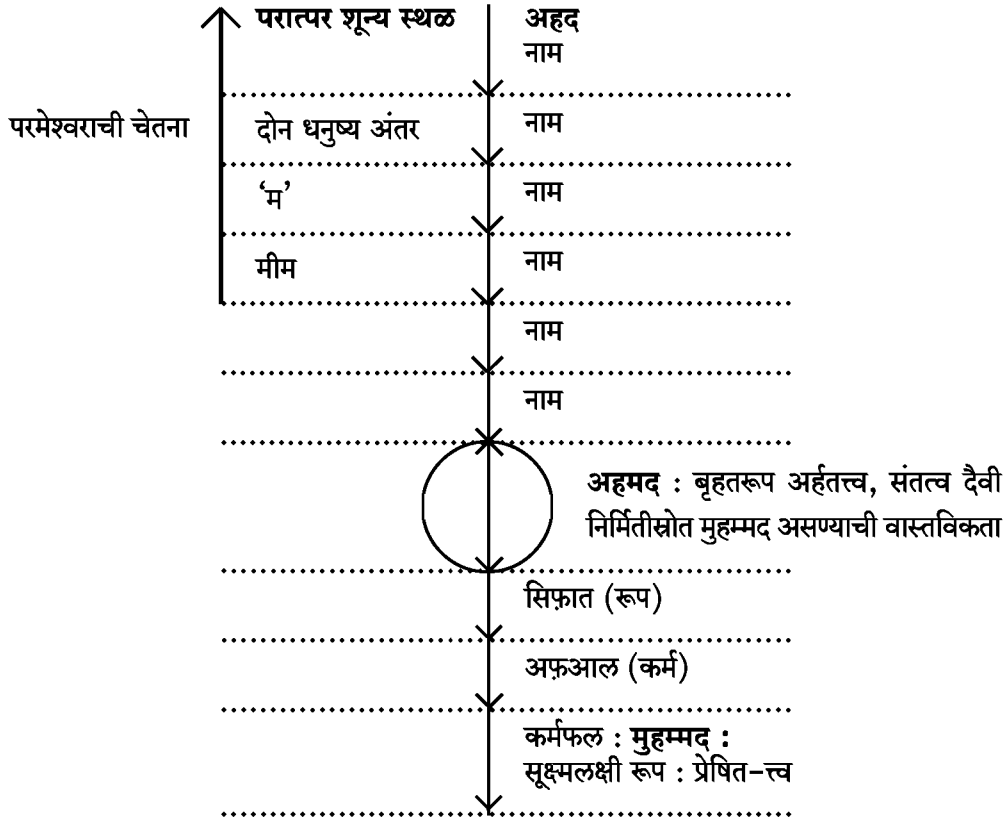 परात्पर शून्य स्थळ
अहद
नाम
परमेश्वराची चेतना
दोन धनुष्य अंतर
नाम
‘म’
नाम
मीम
नाम
नाम
नाम
अहमद : बृहतरूप अर्हतत्त्व, संतत्व दैवी
निर्मितीस्रोत मुहम्मद असण्याची वास्तविकता
सिफ़ात (रूप)
अफ़आल (कर्म)
कर्मफल : मुहम्मद :
सूक्ष्मलक्षी रूप : प्रेषित-त्त्व